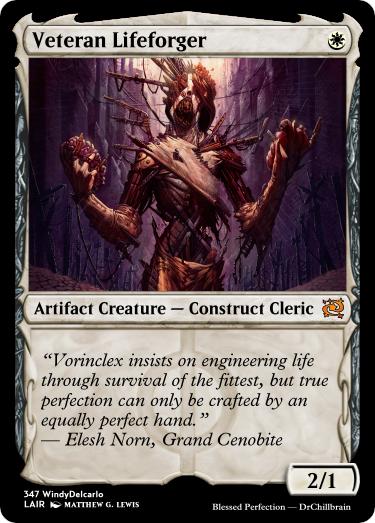 Veteran Lifeforger
Artifact Creature — Construct Cleric
“Vorinclex insists on engineering life
through survival of the fittest, but true
perfection can only be crafted by an
equally perfect hand.”
— Elesh Norn, Grand Cenobite
2/1
347 WindyDelcarlo
LAIR MATTHEW G. LEWIS
Blessed Perfection — DrChillbrain